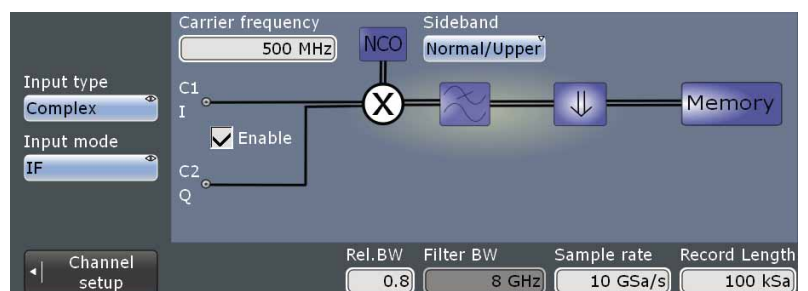 Carrier frequency
Sideband
500 MHz
NCO
Normal/Upper
Input type
Complex
C1
I
X
Memory
Enable
Input mode
IF
C2
Q
Channel
setup
Rel.BW
Filter BW
Sample rate
Record Length
0.8
8 GHz
10 GSa/s
100 kSa